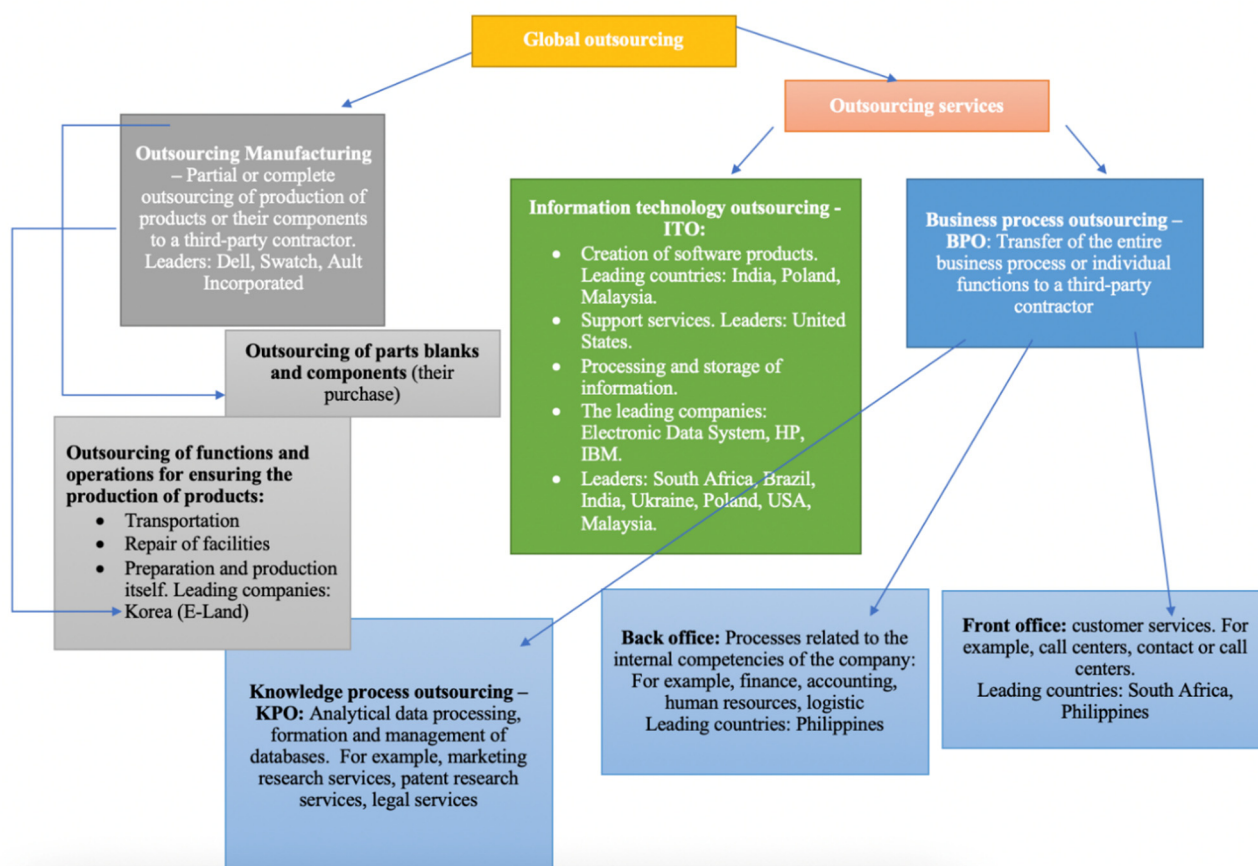 Global outsourcing
Outsourcing services
Outsourcing Manufacturing
– Partial or complete
outsourcing of production of
products or their components
to a third-party contractor.
Leaders: Dell, Swatch, Ault
Incorporated
Information technology outsourcing -
ITO:
• Creation of software products.
Leading countries: India, Poland,
Malaysia.
• Support services. Leaders: United
States.
• Processing and storage of
information.
• The leading companies:
Electronic Data System, HP,
IBM.
• Leaders: South Africa, Brazil,
India, Ukraine, Poland, USA,
Malaysia.
Business process outsourcing –
BPO: Transfer of the entire
business process or individual
functions to a third-party
contractor
Outsourcing of parts blanks
and components (their
purchase)
Outsourcing of functions and
operations for ensuring the
production of products:
• Transportation
• Repair of facilities
• Preparation and production
itself. Leading companies:
Korea (E-Land)
Knowledge process outsourcing –
KPO: Analytical data processing,
formation and management of
databases. For example, marketing
research services, patent research
services, legal services
Back office: Processes related to the
internal competencies of the company:
For example, finance, accounting,
human resources, logistic
Leading countries: Philippines
Front office: customer services. For
example, call centers, contact or call
centers.
Leading countries: South Africa,
Philippines